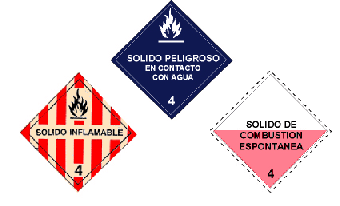 SOLIDO PELIGROSO
EN CONTACTO
CON AGUA
4
SOLIDO INFLAMABLE
4
SOLIDO DE
COMBUSTION
ESPONTANEA
4